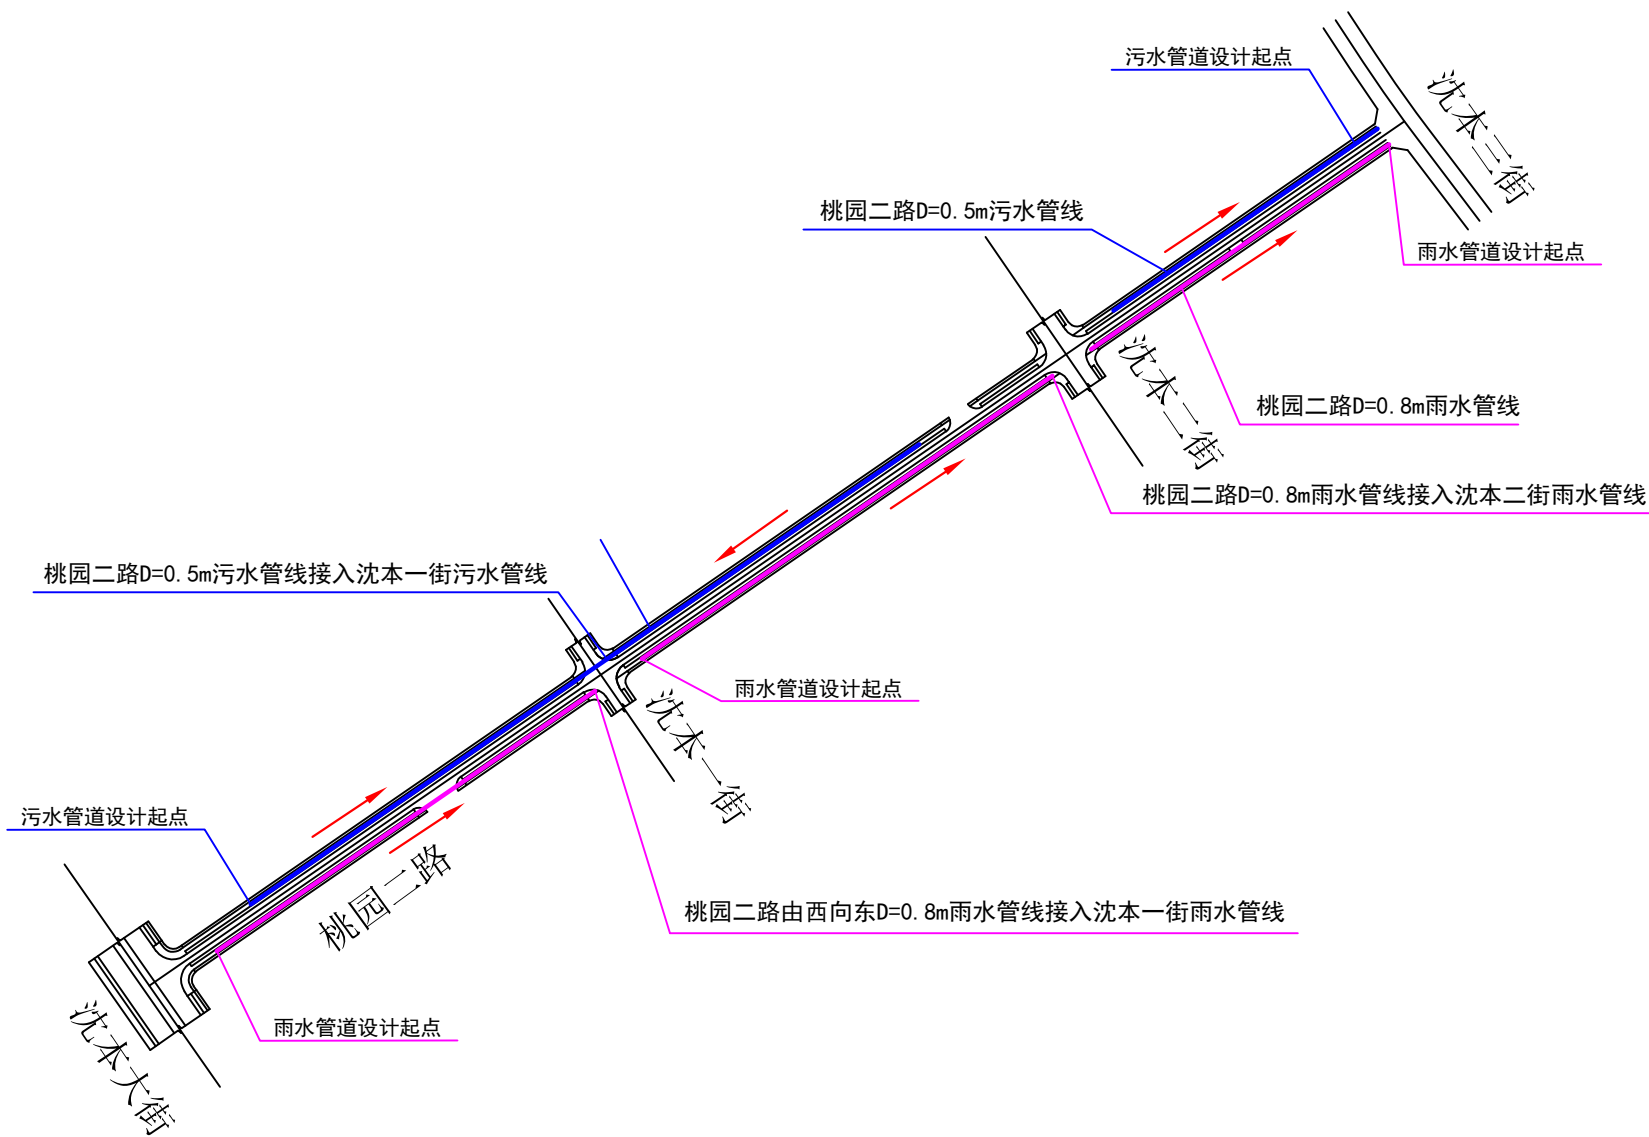 污水管道设计起点
沈本三街
桃园二路D=0.5m污水管线
雨水管道设计起点
沈本二街
桃园二路D=0.8m雨水管线
桃园二路D=0.8m雨水管线接入沈本二街雨水管线
桃园二路D=0.5m污水管线接入沈本一街污水管线
雨水管道设计起点
沈本一街
污水管道设计起点
桃园二路
桃园二路由西向东D=0.8m雨水管线接入沈本一街雨水管线
雨水管道设计起点
沈本大街